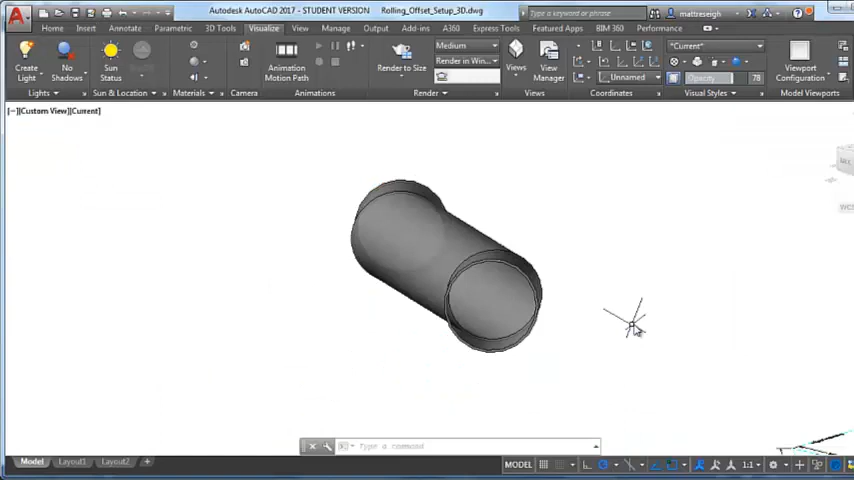 Autodesk AutoCAD 2017 - STUDENT VERSION Rolling_Offset_Setup_3D.dwg Type a keyword or phrase mattreseigh
Home Insert Annotate Parametric 3D Tools Visualize View Manage Output Add-ins A360 Express Tools Featured Apps BIM 360 Performance
Medium *Current*
Render in Win...
Unnamed
Create Light No Shadows Sun Status Animation Motion Path Render to Size Views View Manager Opacity 78 Viewport Configuration
Lights Sun & Location Materials Camera Animations Render Views Coordinates Visual Styles Model Viewports
[−][Custom View][Current]
Type a command
Model Layout1 Layout2 + MODEL 1:1